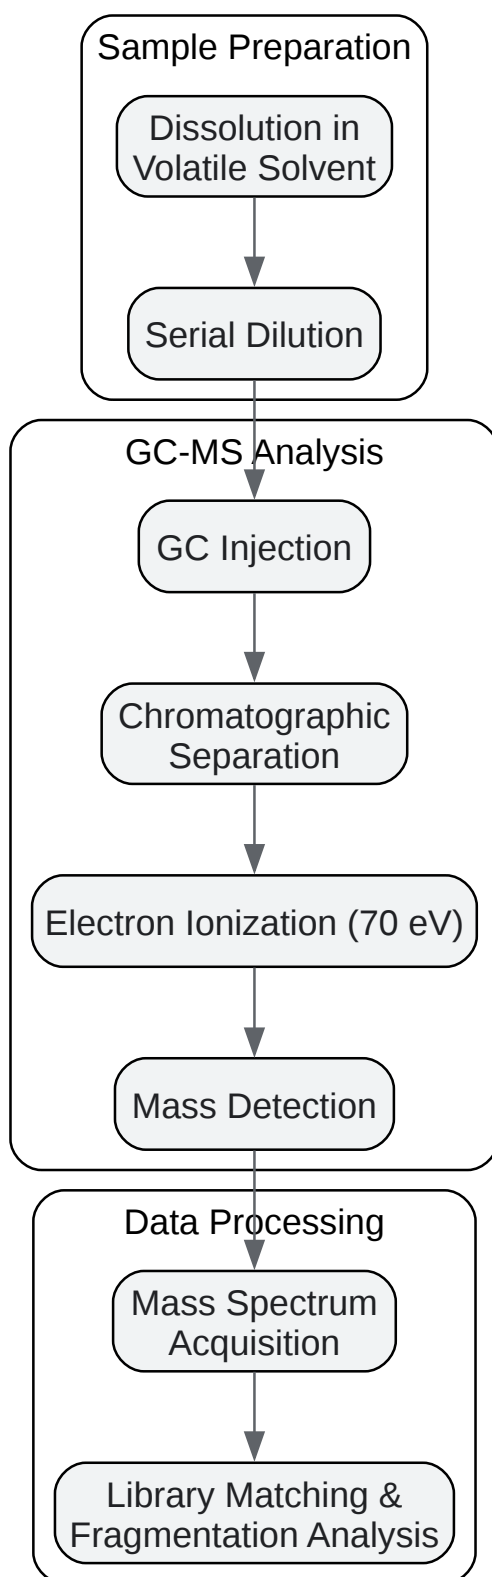 Sample Preparation
Dissolution in
Volatile Solvent
Serial Dilution
GC-MS Analysis
GC Injection
Chromatographic
Separation
Electron Ionization (70 eV)
Mass Detection
Data Processing
Mass Spectrum
Acquisition
Library Matching &
Fragmentation Analysis